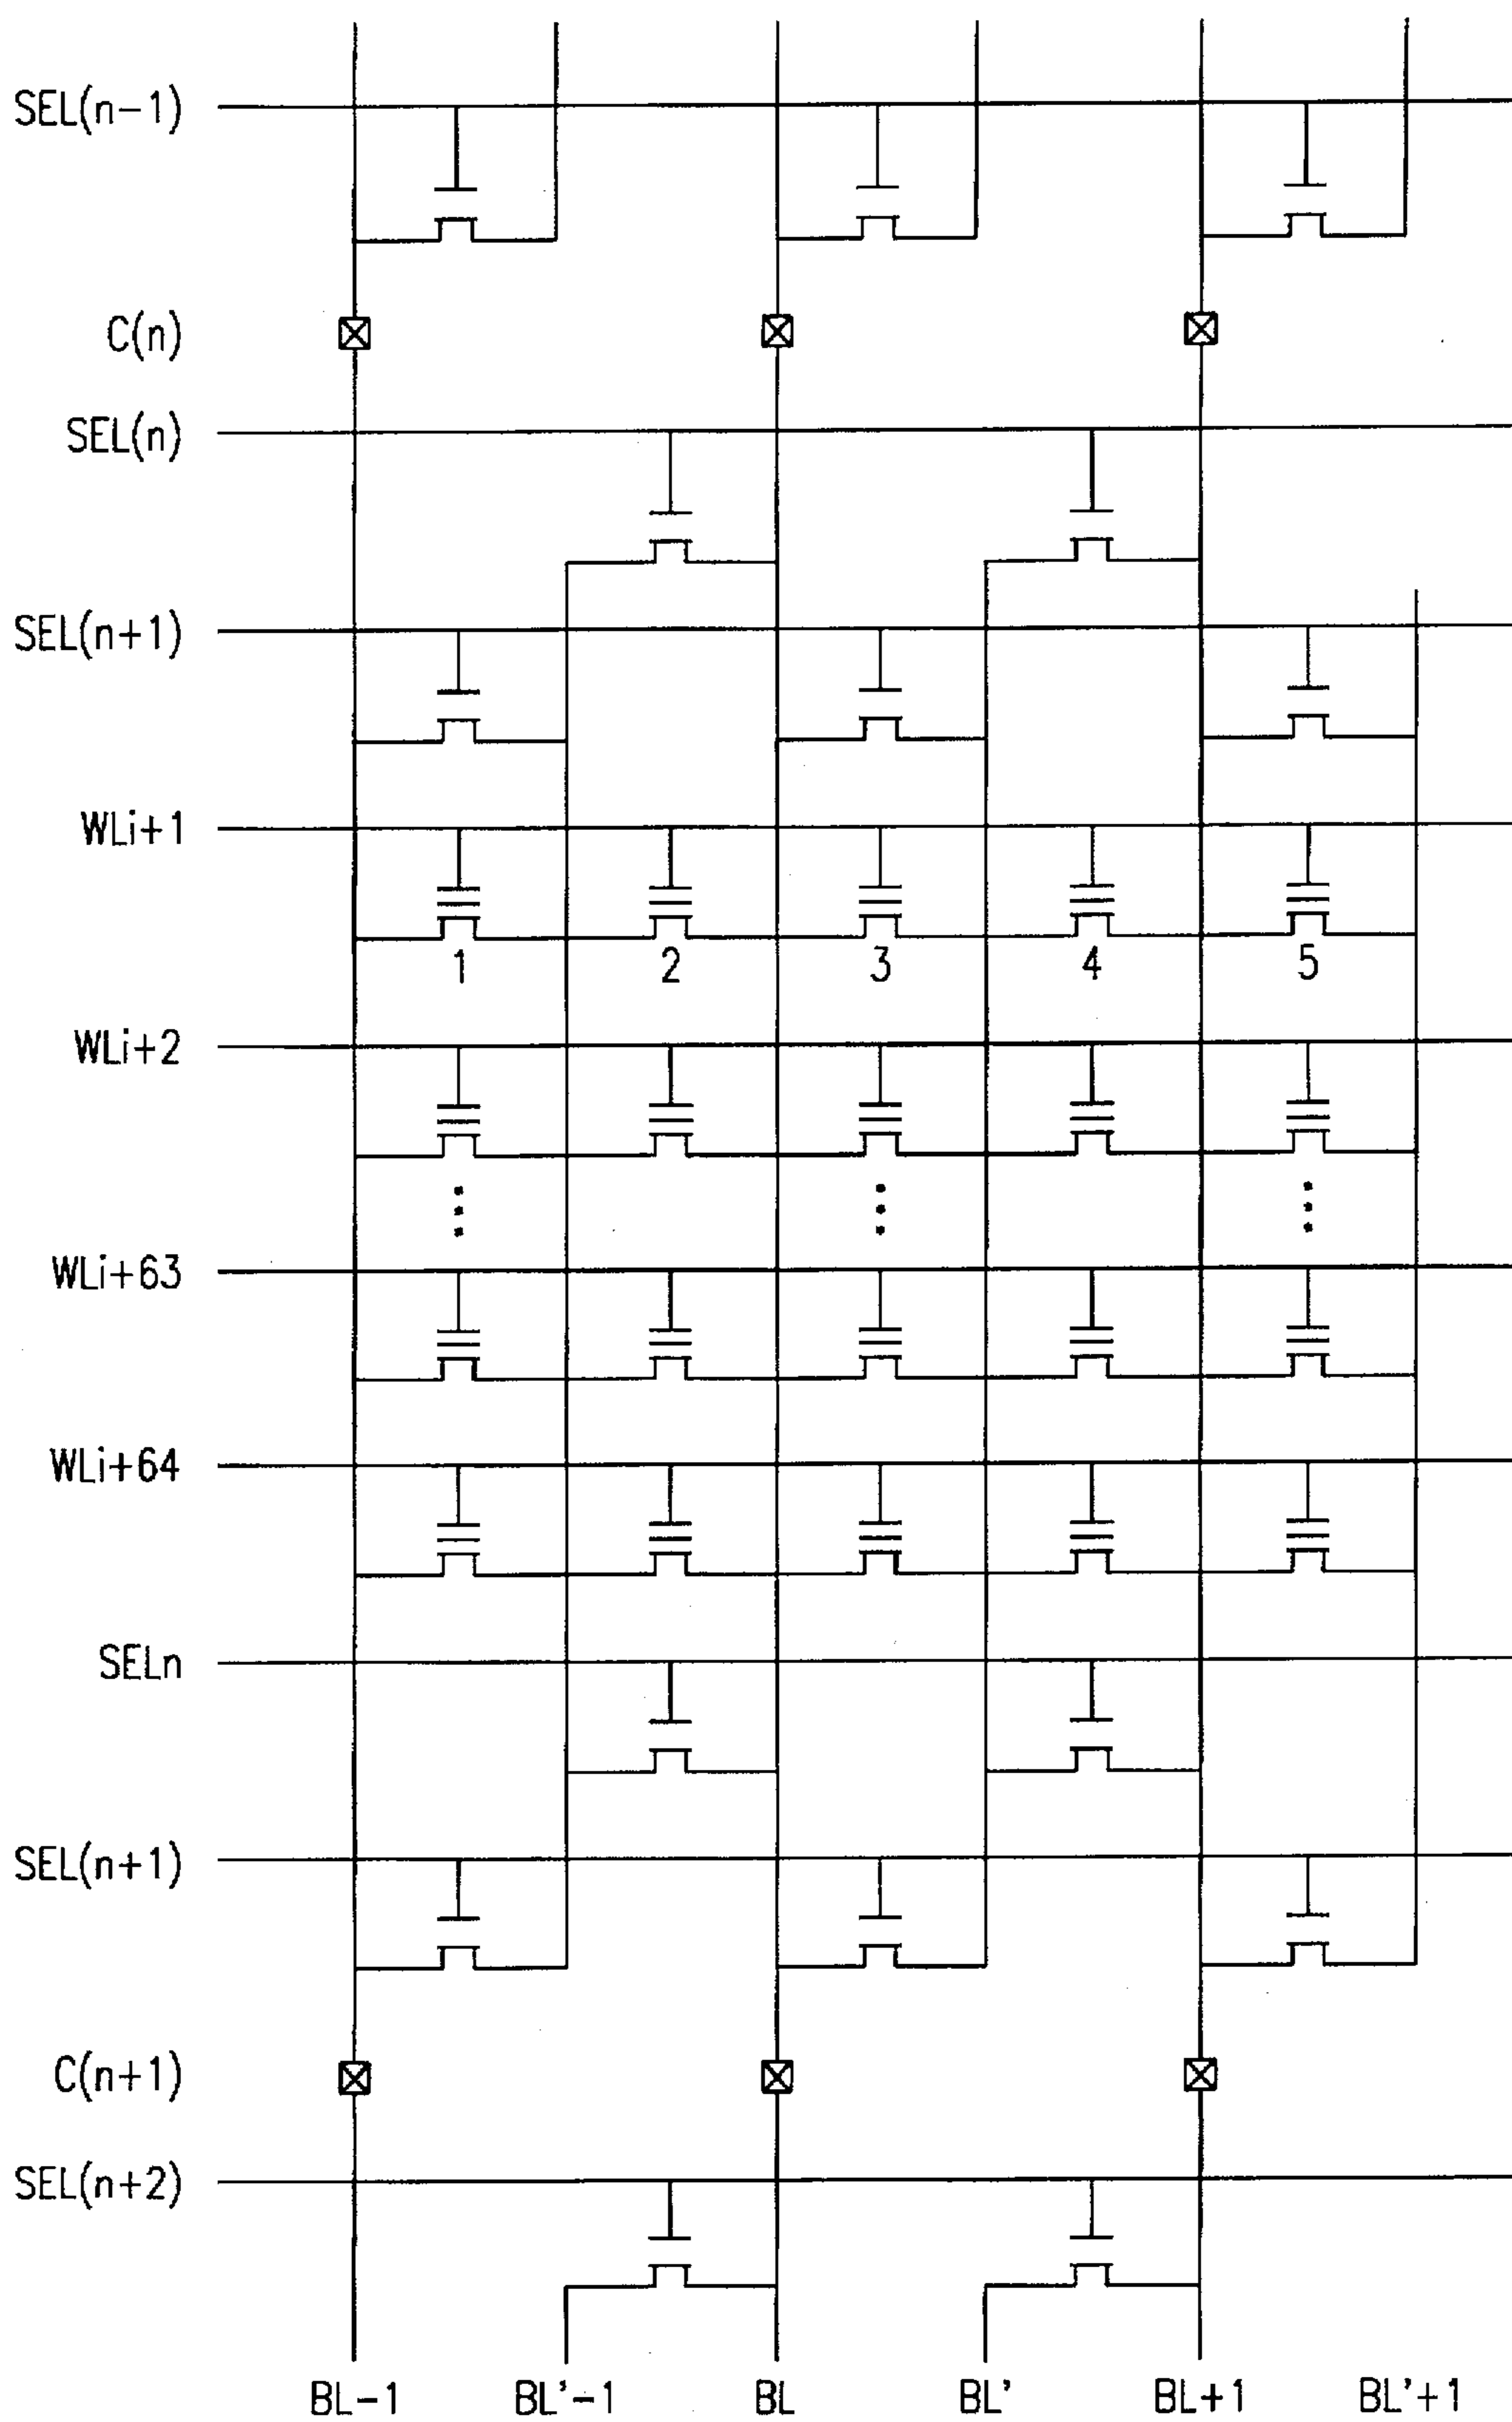 SEL(n-1)
C(n)
SEL(n)
SEL(n+1)
WLi+1
1 2 3 4 5
WLi+2
WLi+63
WLi+64
SELn
SEL(n+1)
C(n+1)
SEL(n+2)
BL-1 BL'-1 BL BL' BL+1 BL'+1